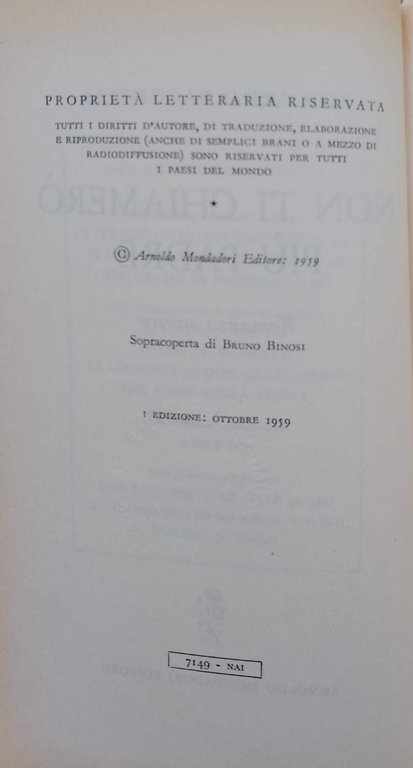 PROPRIETÀ LETTERARIA RISERVATA
TUTTI I DIRITTI D'AUTORE, DI TRADUZIONE, ELABORAZIONE
E RIPRODUZIONE (ANCHE DI SEMPLICI BRANI O A MEZZO DI
RADIODIFFUSIONE) SONO RISERVATI PER TUTTI
I PAESI DEL MONDO
*
© Arnoldo Mondadori Editore: 1959
Sopracoperta di BRUNO BINOSI
I EDIZIONE: OTTOBRE 1959
7149 - NAI